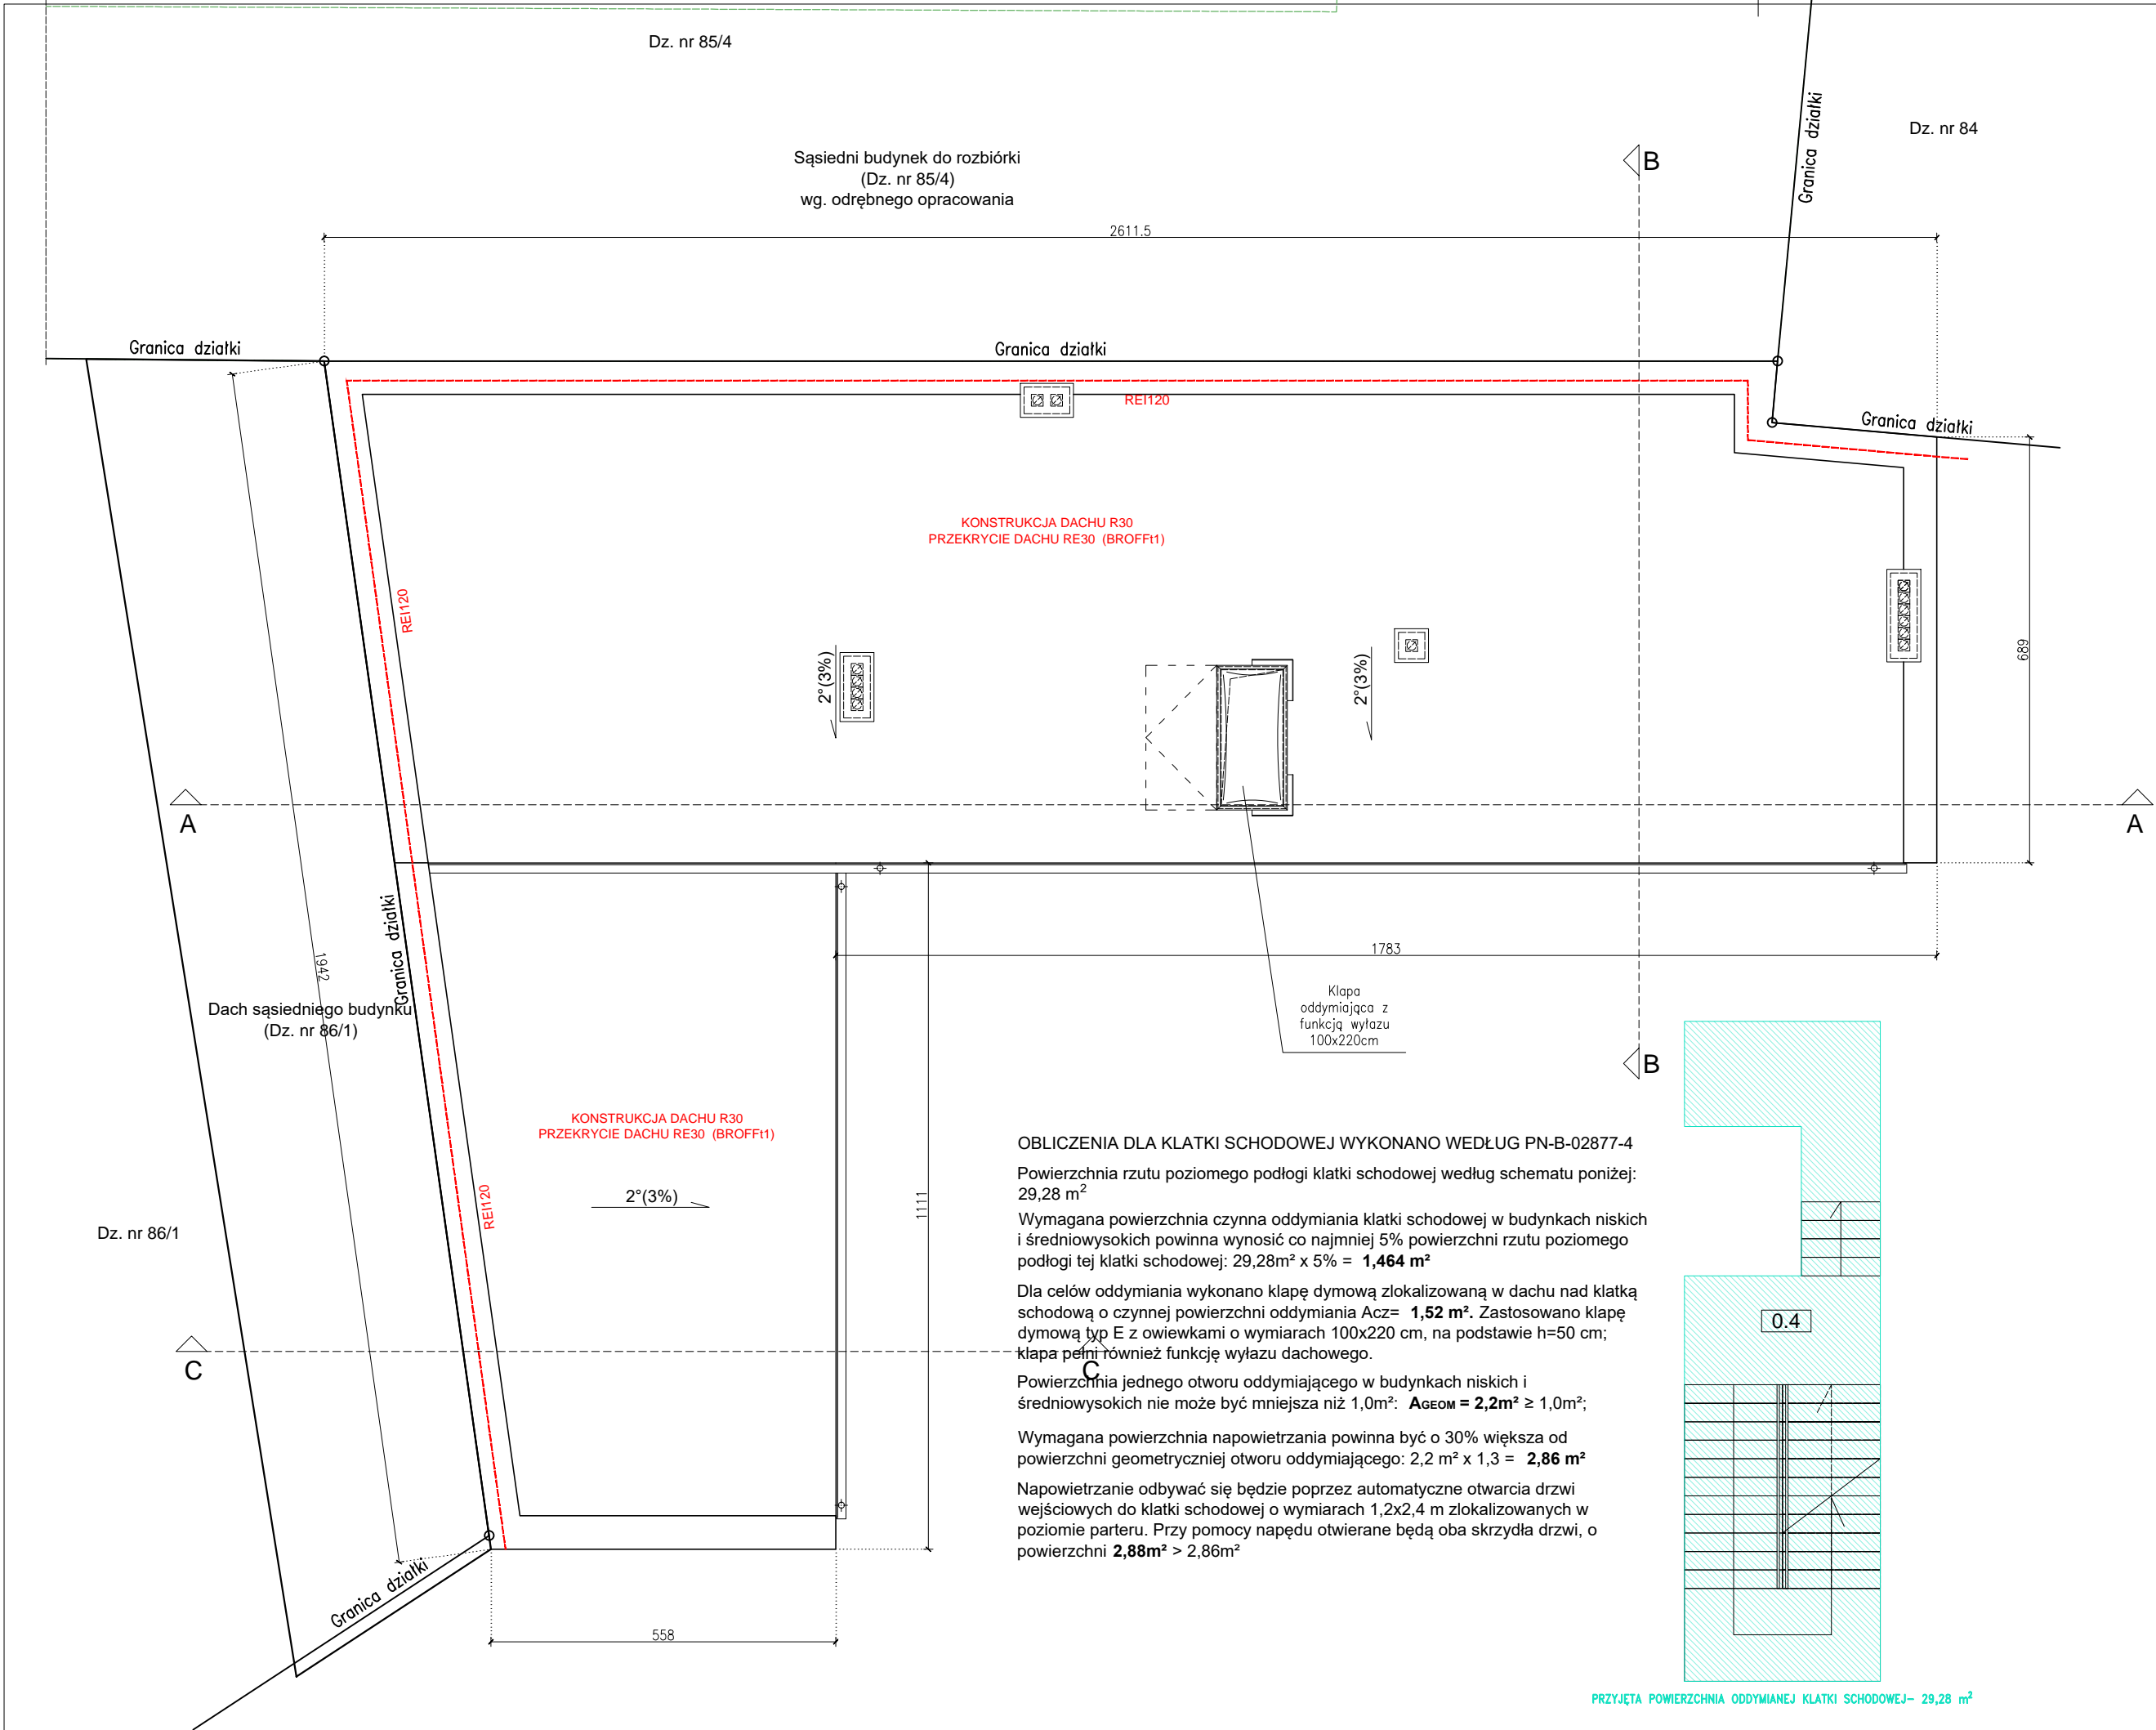 Dz. nr 85/4
Dz. nr 84
Granica działki
Sąsiedni budynek do rozbiórki
(Dz. nr 85/4)
wg. odrębnego opracowania
B
2611.5
Granica działki
Granica działki
Granica działki
REI120
KONSTRUKCJA DACHU R30
PRZEKRYCIE DACHU RE30 (BROFFt1)
REI120
2°(3%)
2°(3%)
689
A
A
Granica działki
1942
1783
Dach sąsiedniego budynku
(Dz. nr 86/1)
Klapa
oddymiająca z
funkcją wyłazu
100x220cm
B
KONSTRUKCJA DACHU R30
PRZEKRYCIE DACHU RE30 (BROFFt1)
REI120
2°(3%)
1111
Dz. nr 86/1
C
C
OBLICZENIA DLA KLATKI SCHODOWEJ WYKONANO WEDŁUG PN-B-02877-4
Powierzchnia rzutu poziomego podłogi klatki schodowej według schematu poniżej:
29,28 m²
Wymagana powierzchnia czynna oddymiania klatki schodowej w budynkach niskich
i średniowysokich powinna wynosić co najmniej 5% powierzchni rzutu poziomego
podłogi tej klatki schodowej: 29,28m² x 5% = 1,464 m²
Dla celów oddymiania wykonano klapę dymową zlokalizowaną w dachu nad klatką
schodową o czynnej powierzchni oddymiania Acz= 1,52 m². Zastosowano klapę
dymową typ E z owiewkami o wymiarach 100x220 cm, na podstawie h=50 cm;
klapa pełni również funkcję wyłazu dachowego.
Powierzchnia jednego otworu oddymiającego w budynkach niskich i
średniowysokich nie może być mniejsza niż 1,0m²: AGEOM = 2,2m² ≥ 1,0m²;
Wymagana powierzchnia napowietrzania powinna być o 30% większa od
powierzchni geometryczniej otworu oddymiającego: 2,2 m² x 1,3 = 2,86 m²
Napowietrzanie odbywać się będzie poprzez automatyczne otwarcia drzwi
wejściowych do klatki schodowej o wymiarach 1,2x2,4 m zlokalizowanych w
poziomie parteru. Przy pomocy napędu otwierane będą oba skrzydła drzwi, o
powierzchni 2,88m² > 2,86m²
0.4
Granica działki
558
PRZYJĘTA POWIERZCHNIA ODDYMIANEJ KLATKI SCHODOWEJ- 29,28 m²